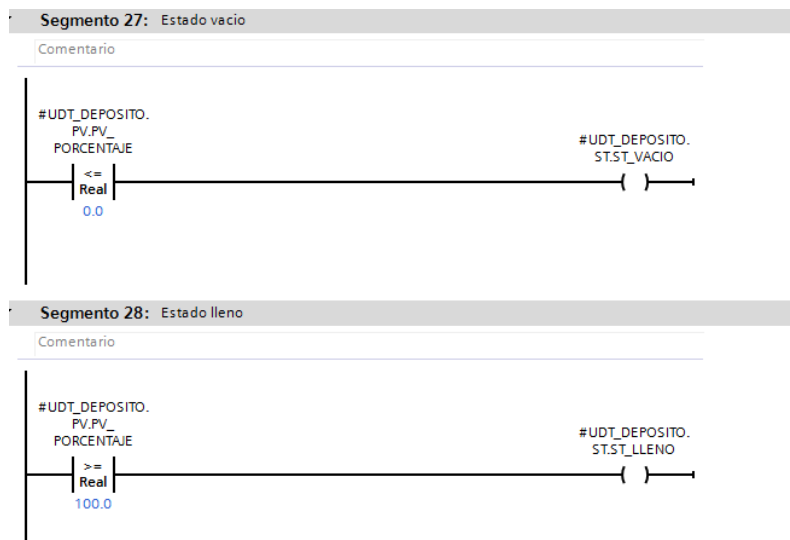 Segmento 27: Estado vacio
Comentario
#UDT_DEPOSITO.
PV.PV_
PORCENTAJE
<=
Real
0.0
#UDT_DEPOSITO.
ST.ST_VACIO
Segmento 28: Estado lleno
Comentario
#UDT_DEPOSITO.
PV.PV_
PORCENTAJE
>=
Real
100.0
#UDT_DEPOSITO.
ST.ST_LLENO